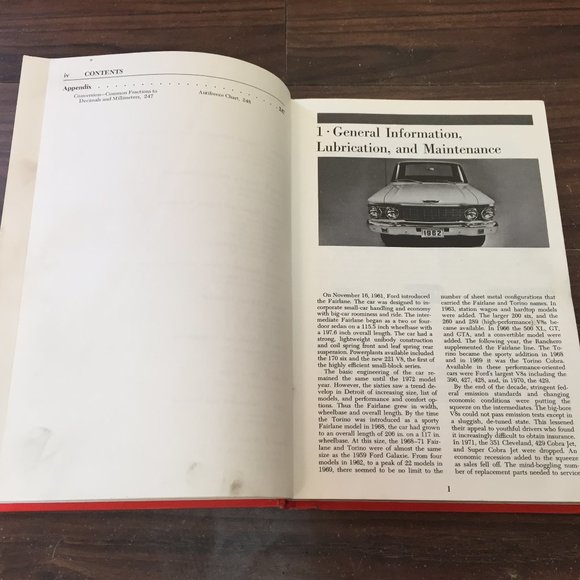 iv CONTENTS
Appendix . . . . . . . . . . . . . . . . . . . . . . . . 247
Conversion—Common Fractions to
Decimals and Millimeters, 247
Antifreeze Chart, 248
1 · General Information,
Lubrication, and Maintenance
1962
On November 16, 1961, Ford introduced
the Fairlane. The car was designed to in-
corporate small-car handling and economy
with big-car roominess and ride. The inter-
mediate Fairlane began as a two or four-
door sedan on a 115.5 in. wheelbase with
a 197.6 in. overall length. The car had a
strong, lightweight unibody construction
and coil spring front and leaf spring rear
suspension. Powerplants available included
the 170 six and the new 221 V8, the first of
the highly efficient small-block series.
The basic engineering of the car re-
mained the same until the 1972 model
year. However, the sixties saw a trend de-
velop in Detroit of increasing size, list of
models, and performance and comfort op-
tions. Thus the Fairlane grew in width,
wheelbase and overall length. By the time
the Torino was introduced as a sporty
Fairlane model in 1968, the car had grown
to an overall length of 206 in. on a 117 in.
wheelbase. At this size, the 1968–71 Fair-
lane and Torino were of almost the same
size as the 1959 Ford Galaxie. From four
models in 1962, to a peak of 22 models in
1969, there seemed to be no limit to the
number of sheet metal configurations that
carried the Fairlane and Torino names. In
1963, station wagon and hardtop models
were added. The larger 200 six, and the
260 and 289 (high-performance) V8s be-
came available. In 1966 the 500 XL, GT,
and GTA, and a convertible model were
added. The following year, the Ranchero
supplemented the Fairlane line. The To-
rino became the sporty addition in 1968
and in 1969 it was the Torino Cobra.
Available in these performance-oriented
cars were Ford's largest V8s including the
390, 427, 428, and, in 1970, the 429.
By the end of the decade, stringent fed-
eral emission standards and changing
economic conditions were putting the
squeeze on the intermediates. The big-bore
V8s could not pass emission tests except in
a sluggish, de-tuned state. This lessened
their appeal to youthful drivers who found
it increasingly difficult to obtain insurance.
In 1971, the 351 Cleveland, 429 Cobra Jet,
and Super Cobra Jet were dropped. An
economic recession added to the squeeze
as sales fell off. The mind-boggling num-
ber of replacement parts needed to service
1